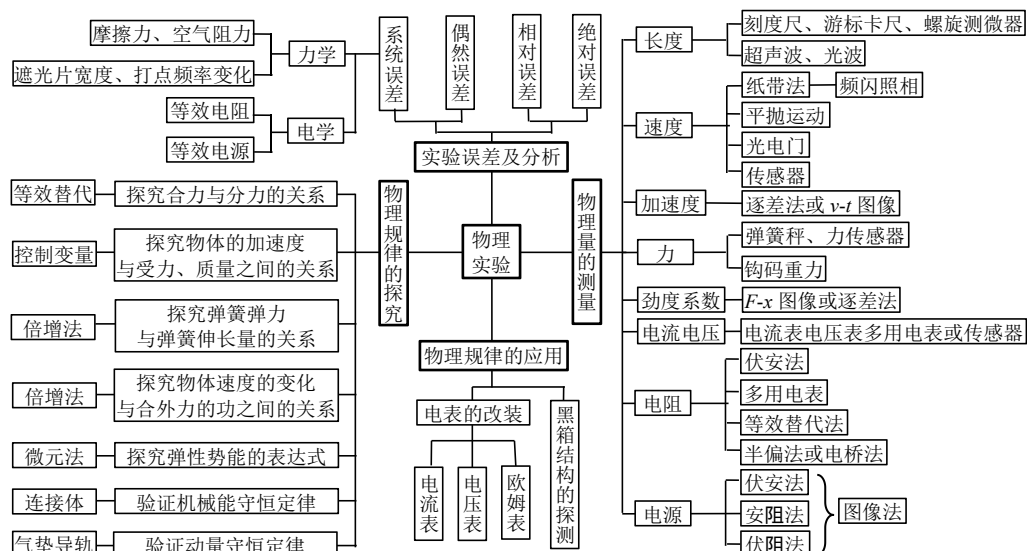 摩擦力、空气阻力
遮光片宽度、打点频率变化
力学
等效电阻
等效电源
电学
系统误差
偶然误差
相对误差
绝对误差
实验误差及分析
等效替代
探究合力与分力的关系
控制变量
探究物体的加速度
与受力、质量之间的关系
倍增法
探究弹簧弹力
与弹簧伸长量的关系
倍增法
探究物体速度的变化
与合外力的功之间的关系
微元法
探究弹性势能的表达式
连接体
验证机械能守恒定律
气垫导轨
验证动量守恒定律
物理规律的探究
物理
实验
物理规律的应用
电表的改装
电流表
电压表
欧姆表
黑箱结构的探测
物理量的测量
长度
刻度尺、游标卡尺、螺旋测微器
超声波、光波
速度
纸带法
频闪照相
平抛运动
光电门
传感器
加速度
逐差法或 v-t 图像
力
弹簧秤、力传感器
钩码重力
劲度系数
F-x 图像或逐差法
电流电压
电流表电压表多用电表或传感器
电阻
伏安法
多用电表
等效替代法
半偏法或电桥法
电源
伏安法
安阻法
伏阻法
图像法